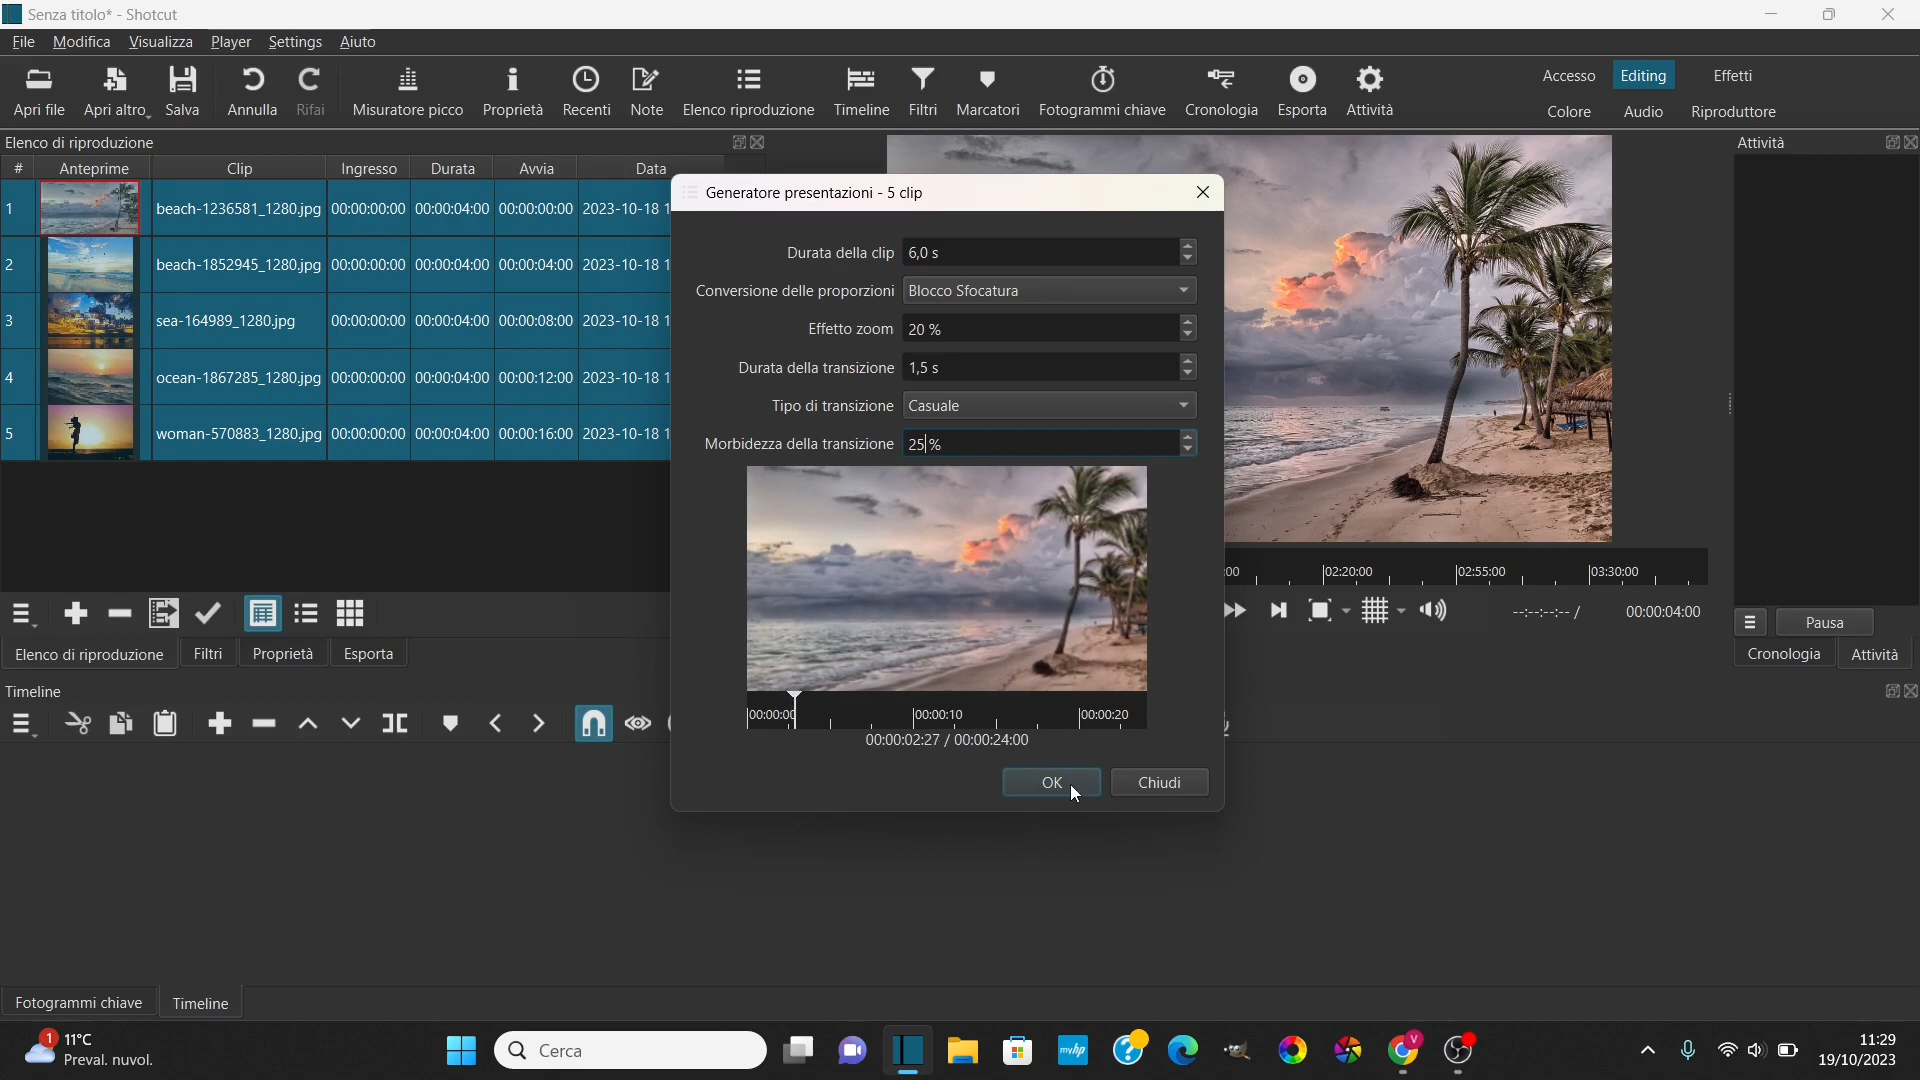 Senza titolo* - Shotcut
File Modifica Visualizza Player Settings Aiuto
Apri file Apri altro Salva Annulla Rifai Misuratore picco Proprietà Recenti Note Elenco riproduzione Timeline Filtri Marcatori Fotogrammi chiave Cronologia Esporta Attività
Accesso Editing Effetti
Colore Audio Riproduttore
Elenco di riproduzione
# Anteprime Clip Ingresso Durata Avvia Data
1 beach-1236581_1280.jpg 00:00:00:00 00:00:04:00 00:00:00:00 2023-10-18 1
2 beach-1852945_1280.jpg 00:00:00:00 00:00:04:00 00:00:04:00 2023-10-18 1
3 sea-164989_1280.jpg 00:00:00:00 00:00:04:00 00:00:08:00 2023-10-18 1
4 ocean-1867285_1280.jpg 00:00:00:00 00:00:04:00 00:00:12:00 2023-10-18 1
5 woman-570883_1280.jpg 00:00:00:00 00:00:04:00 00:00:16:00 2023-10-18 1
Elenco di riproduzione Filtri Proprietà Esporta
Generatore presentazioni - 5 clip
Durata della clip 6,0 s
Conversione delle proporzioni Blocco Sfocatura
Effetto zoom 20 %
Durata della transizione 1,5 s
Tipo di transizione Casuale
Morbidezza della transizione 25 %
00:00:00 00:00:10 00:00:20
00:00:02:27 / 00:00:24:00
OK Chiudi
:00 02:20:00 02:55:00 03:30:00
--:--:--:-- / 00:00:04:00
Attività
Pausa
Cronologia Attività
Timeline
Fotogrammi chiave Timeline
1 11°C
Preval. nuvol.
Cerca
myhp
V
11:29
19/10/2023